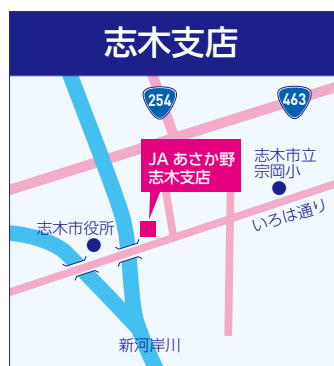 志木支店
254
463
JA あさか野
志木支店
志木市立
宗岡小
いろは通り
志木市役所
新河岸川